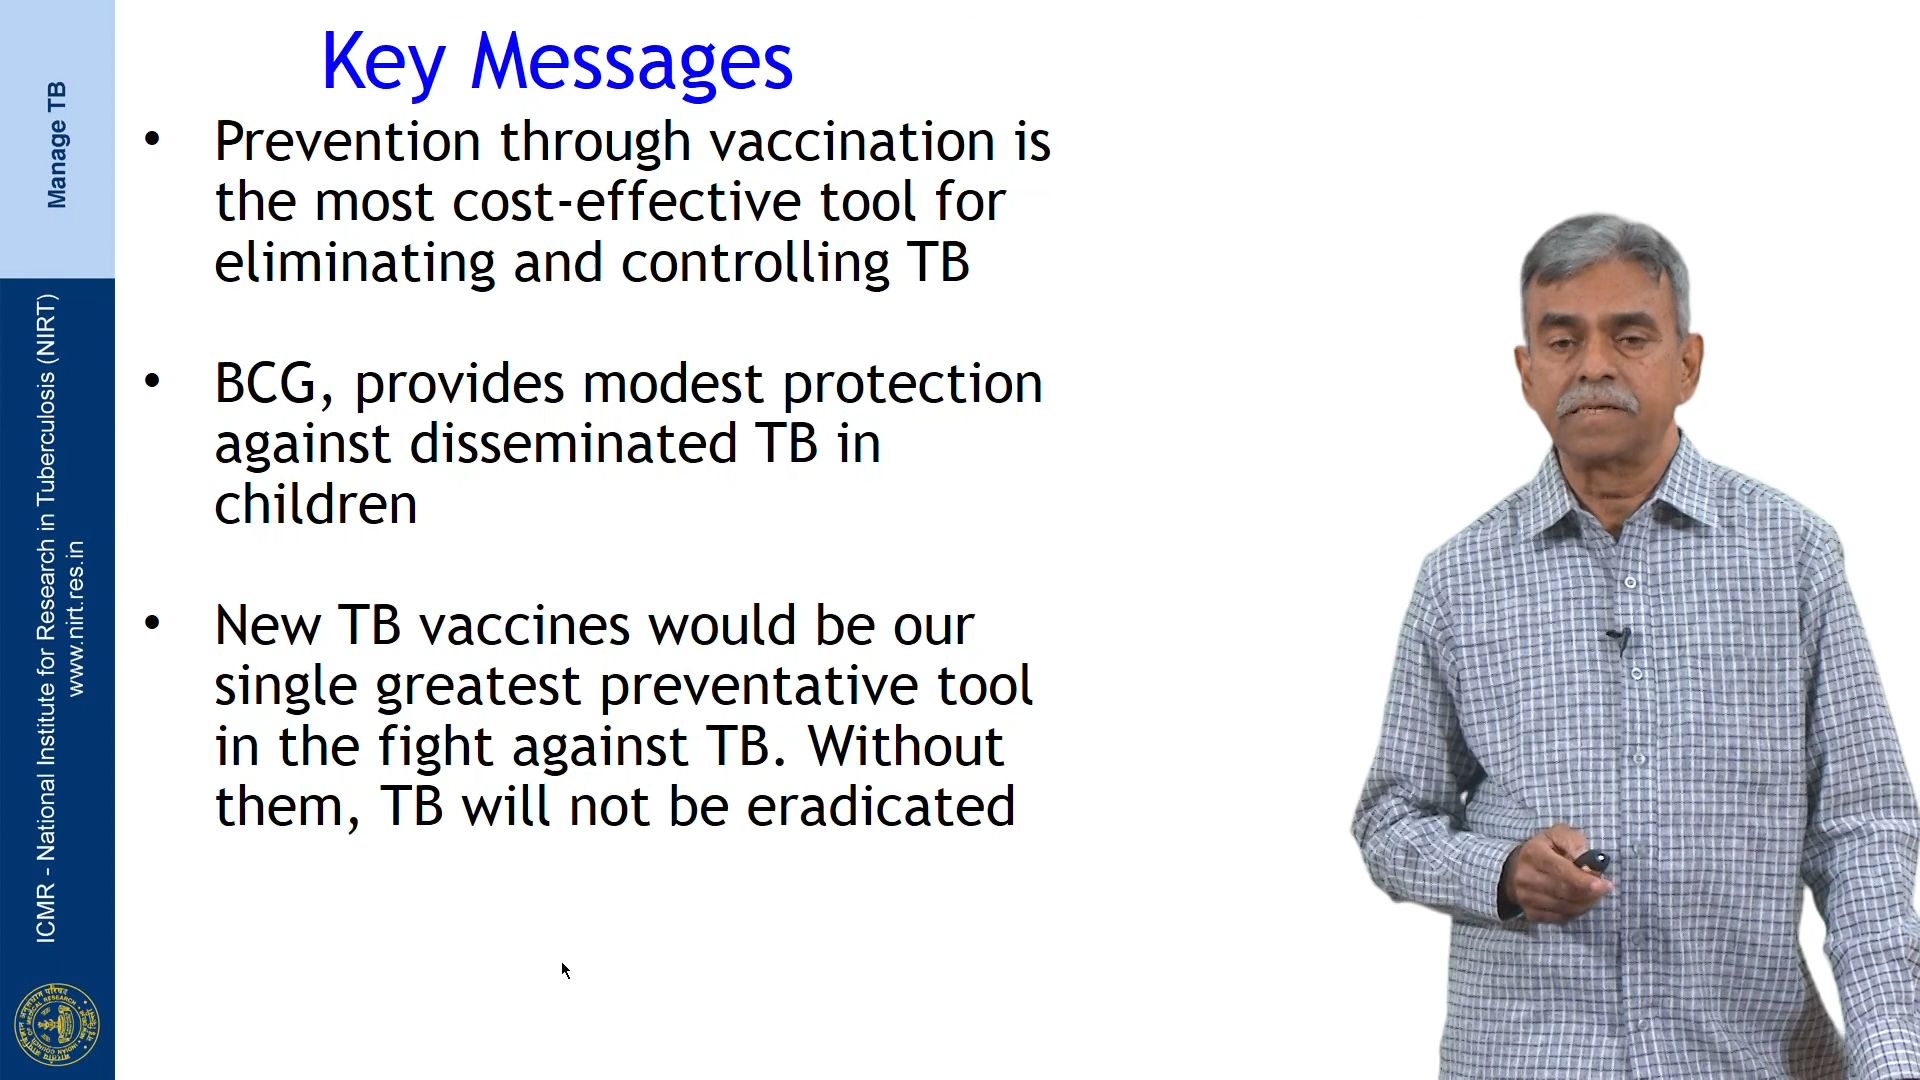 Key Messages
• Prevention through vaccination is
the most cost-effective tool for
eliminating and controlling TB
• BCG, provides modest protection
against disseminated TB in
children
• New TB vaccines would be our
single greatest preventative tool
in the fight against TB. Without
them, TB will not be eradicated
Manage TB
ICMR - National Institute for Research in Tuberculosis (NIRT)
www.nirt.res.in